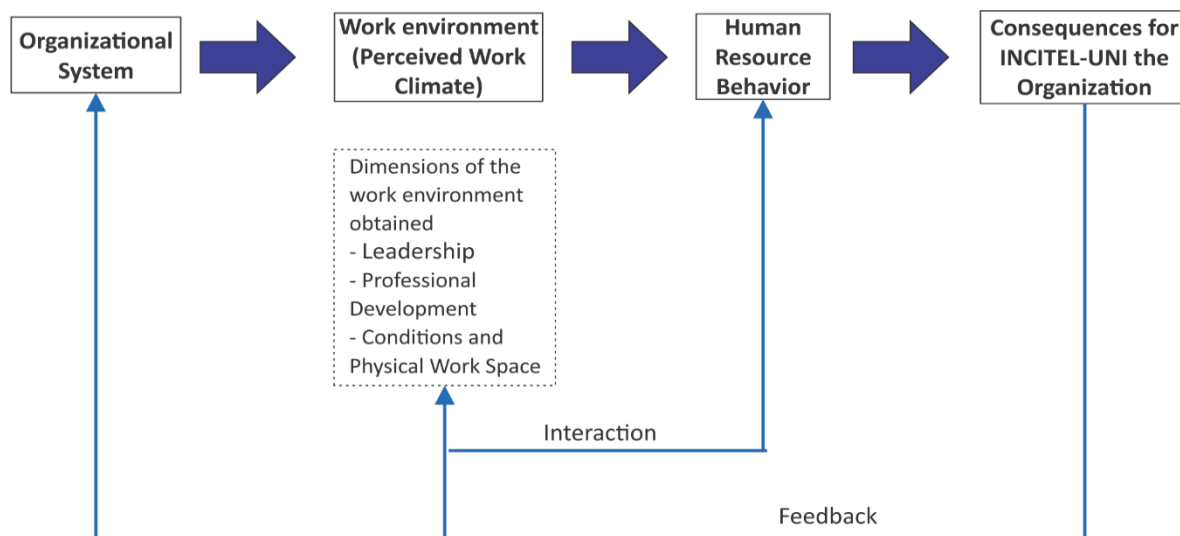 Organizational
System
Work environment
(Perceived Work
Climate)
Human
Resource
Behavior
Consequences for
INCITEL-UNI the
Organization
Dimensions of the
work environment
obtained
- Leadership
- Professional
Development
- Conditions and
Physical Work Space
Interaction
Feedback